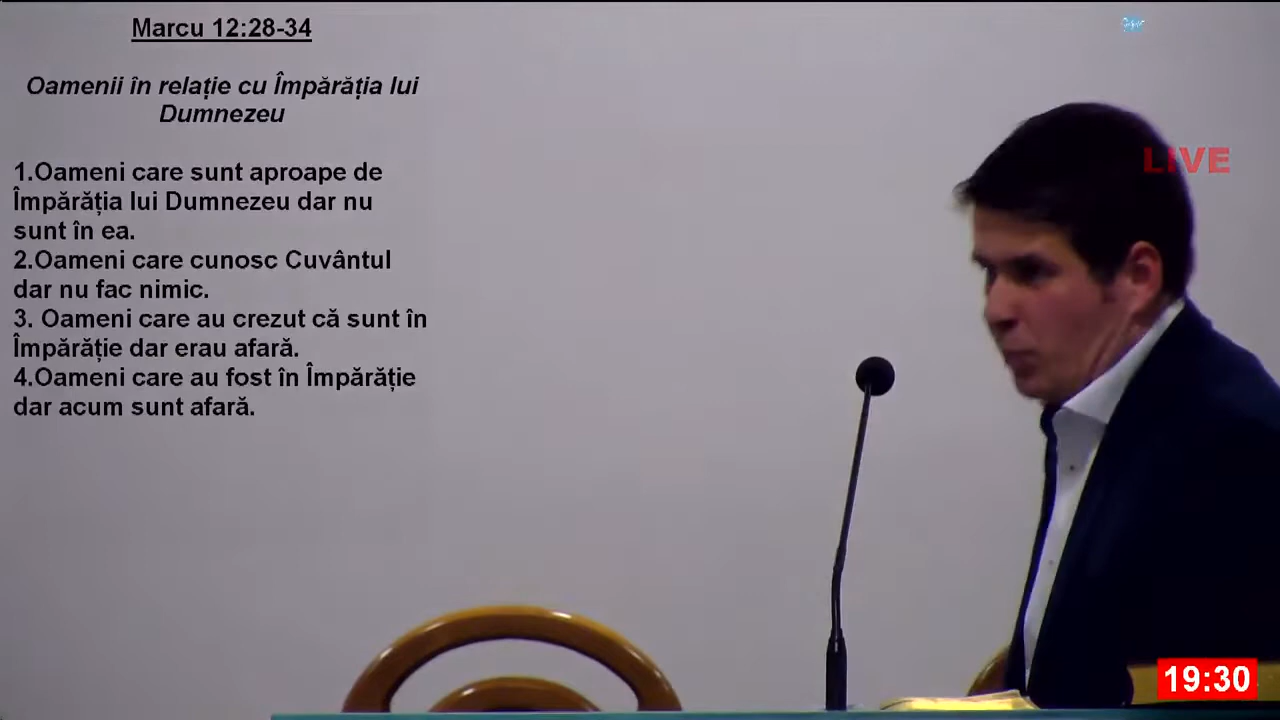 Marcu 12:28-34
Oamenii în relație cu Împărăția lui
Dumnezeu
1.Oameni care sunt aproape de
Împărăția lui Dumnezeu dar nu
sunt în ea.
2.Oameni care cunosc Cuvântul
dar nu fac nimic.
3. Oameni care au crezut că sunt în
Împărăție dar erau afară.
4.Oameni care au fost în Împărăție
dar acum sunt afară.
LIVE
19:30